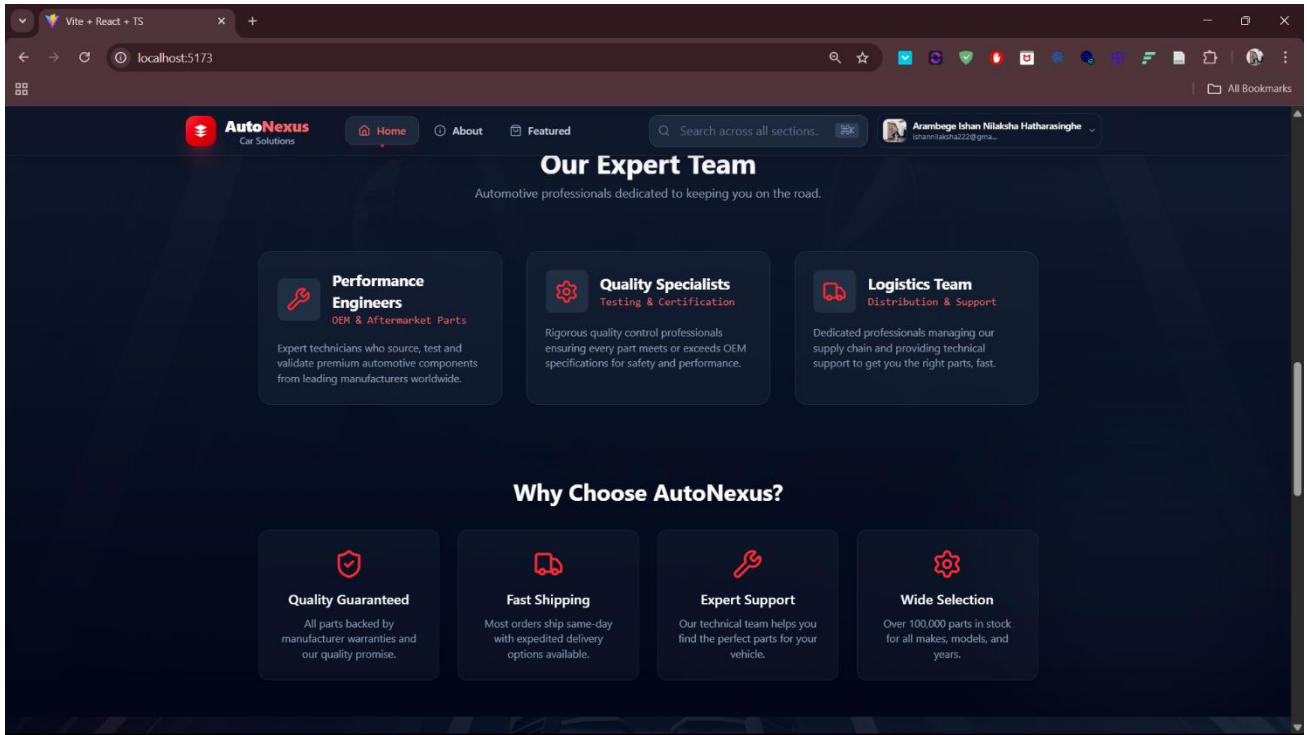 Vite + React + TS
localhost:5173
All Bookmarks
AutoNexus
Car Solutions
Home
About
Featured
Search across all sections.
⌘K
Arambege Ishan Nilaksha Hatharasinghe
ishannilaksha222@gma...
Our Expert Team
Automotive professionals dedicated to keeping you on the road.
Performance
Engineers
OEM & Aftermarket Parts
Expert technicians who source, test and
validate premium automotive components
from leading manufacturers worldwide.
Quality Specialists
Testing & Certification
Rigorous quality control professionals
ensuring every part meets or exceeds OEM
specifications for safety and performance.
Logistics Team
Distribution & Support
Dedicated professionals managing our
supply chain and providing technical
support to get you the right parts, fast.
Why Choose AutoNexus?
Quality Guaranteed
All parts backed by
manufacturer warranties and
our quality promise.
Fast Shipping
Most orders ship same-day
with expedited delivery
options available.
Expert Support
Our technical team helps you
find the perfect parts for your
vehicle.
Wide Selection
Over 100,000 parts in stock
for all makes, models, and
years.